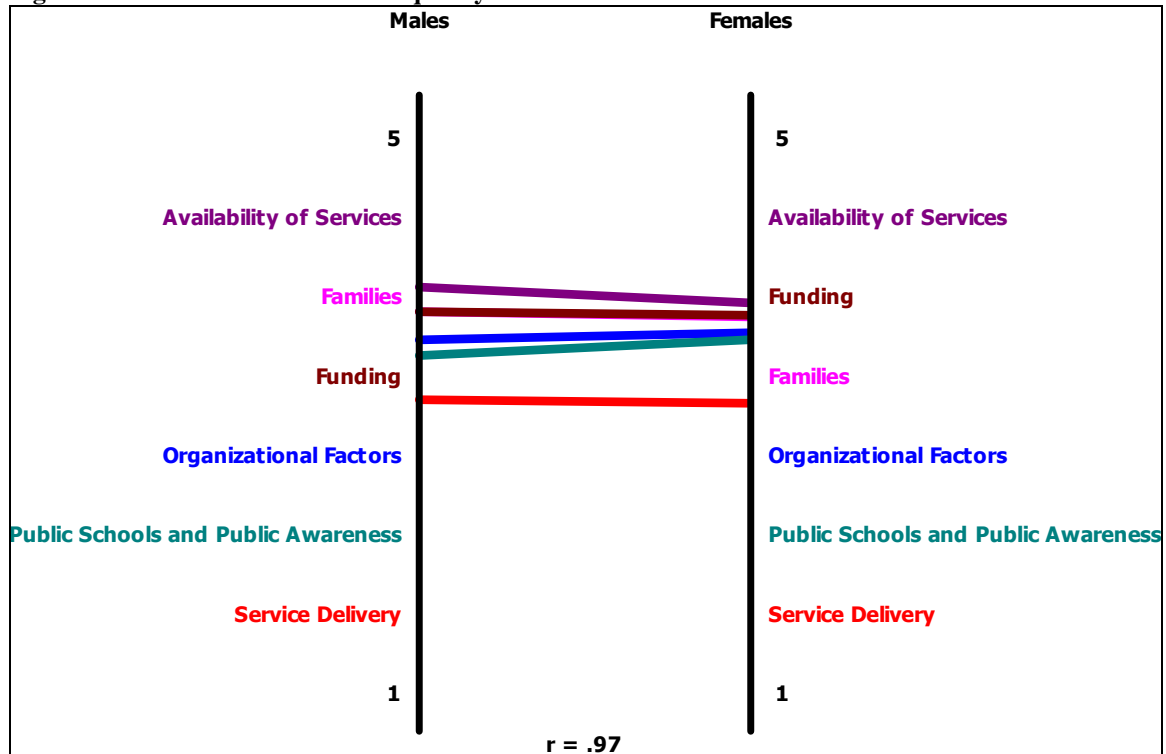 Males Females
5 5
Availability of Services Availability of Services
Families Funding
Funding Families
Organizational Factors Organizational Factors
Public Schools and Public Awareness Public Schools and Public Awareness
Service Delivery Service Delivery
1 1
r = .97